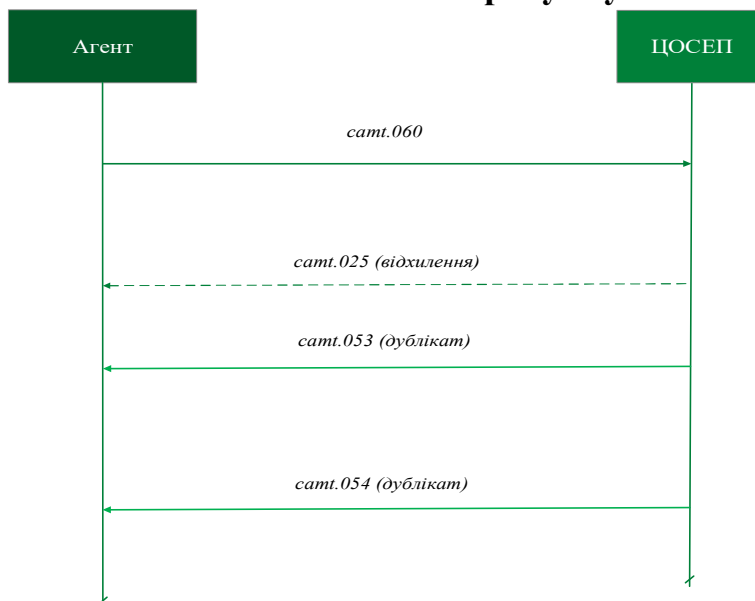 Агент
ЦОСЕП
camt.060
camt.025 (відхилення)
camt.053 (дублікат)
camt.054 (дублікат)